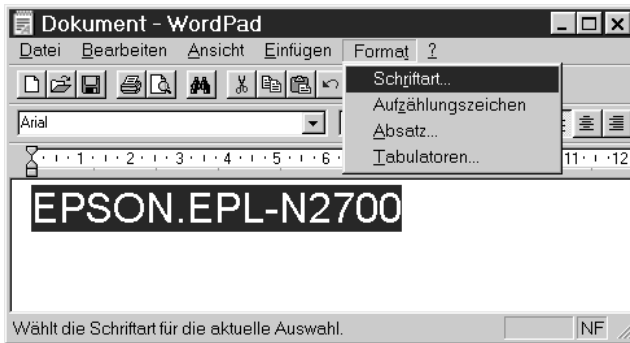 Dokument - WordPad
Datei Bearbeiten Ansicht Einfügen Format ?
Schriftart...
Aufzählungszeichen
Absatz...
Tabulatoren...
Arial
1 2 3 4 5 6 11 12
EPSON.EPL-N2700
Wählt die Schriftart für die aktuelle Auswahl. NF